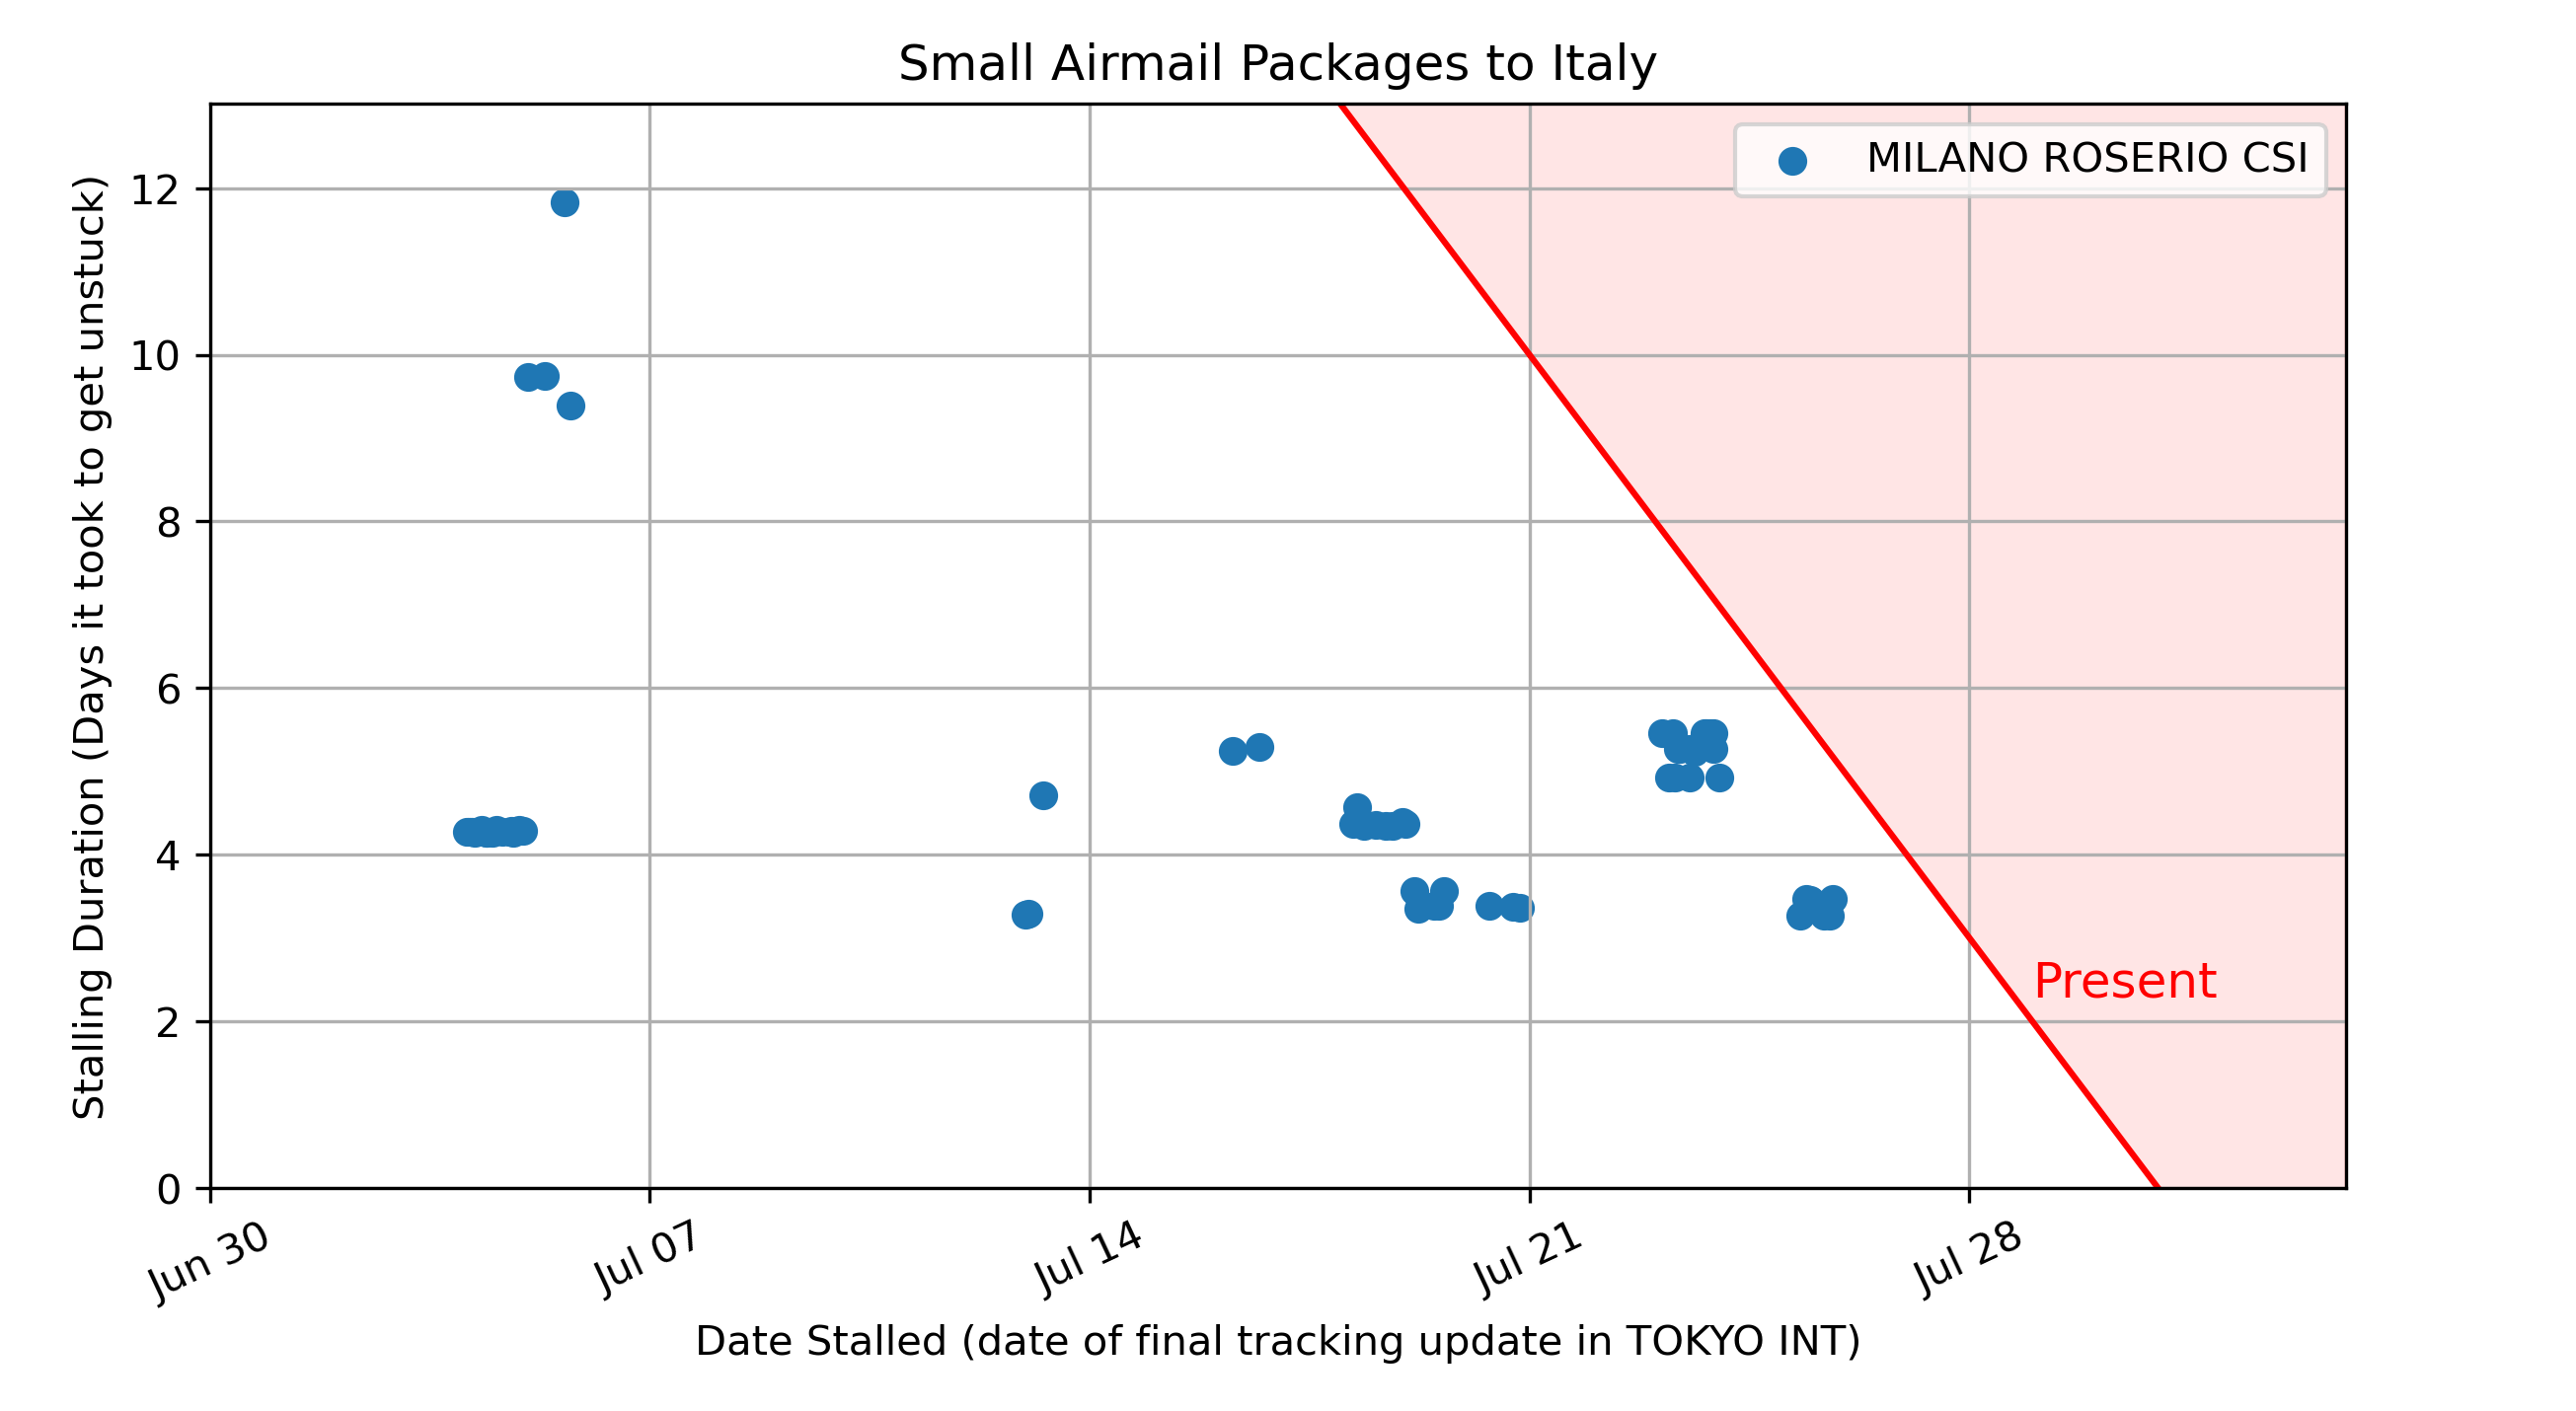 Small Airmail Packages to Italy
MILANO ROSERIO CSI
Stalling Duration (Days it took to get unstuck)
12
10
8
6
4
2
0
Present
Jun 30
Jul 07
Jul 14
Jul 21
Jul 28
Date Stalled (date of final tracking update in TOKYO INT)